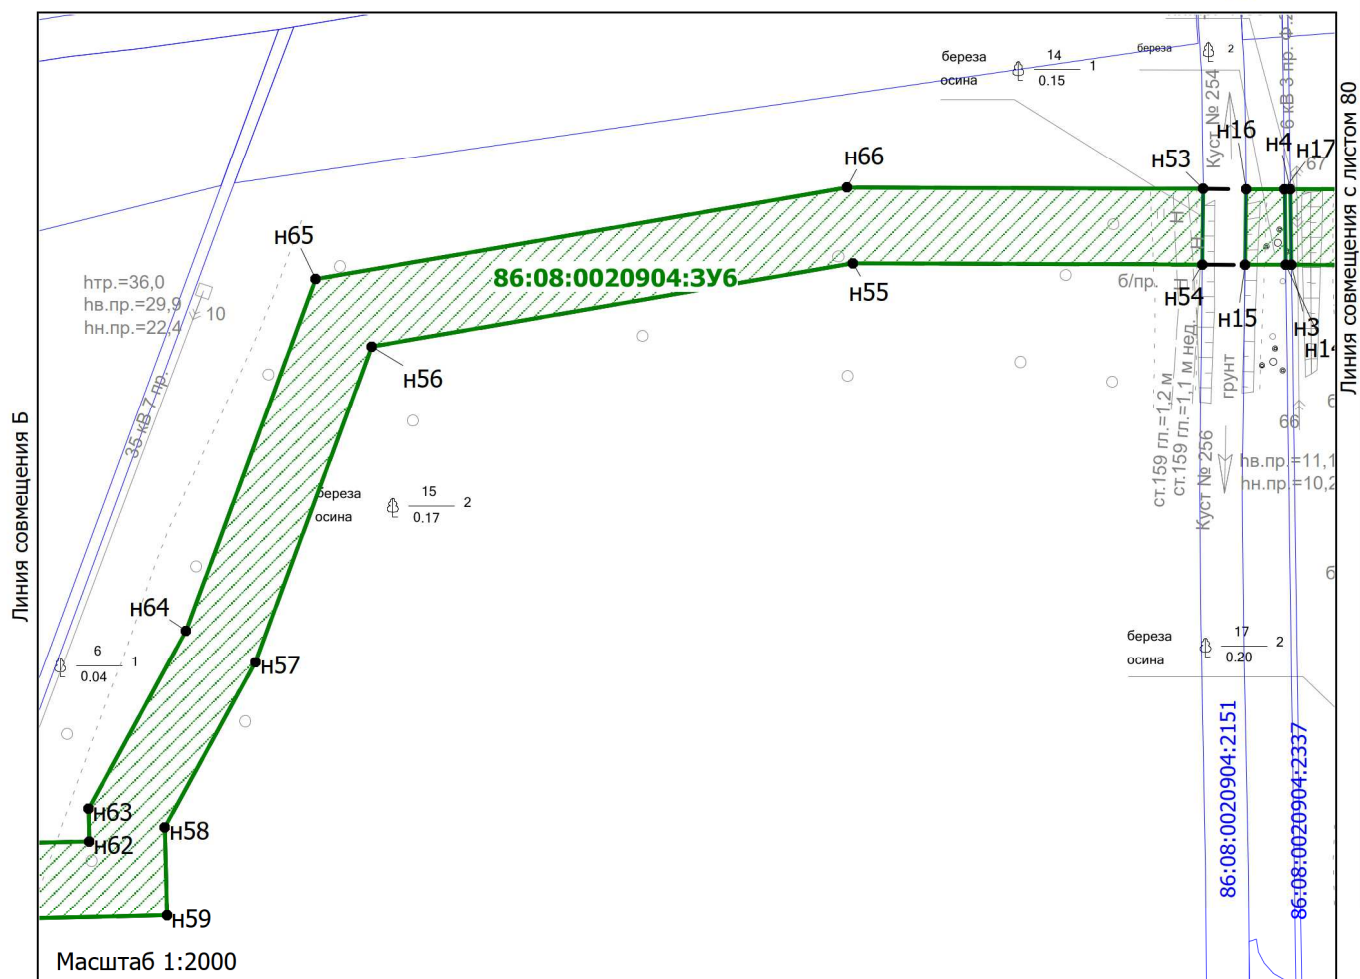 береза
осина
14
0.15
1
береза
2
Куст № 254
6 кВ 3 пр. Ф.2
Линия совмещения с листом 80
н66
н53
н16
н4
н17
67
н65
86:08:0020904:ЗУ6
hтр.=36,0
hв.пр.=29,9
hн.пр.=22,4
10
н55
б/пр.
Н
Н
Н
н54
н15
н3
н14
н56
35 кВ 7 пр.
Линия совмещения Б
ст.159 гл.=1,2 м
ст.159 гл.=1,1 м нед.
грунт
Куст № 256
66
6
hв.пр.=11,1
hн.пр.=10,2
береза
осина
15
0.17
2
6
н64
6
0.04
1
н57
береза
осина
17
0.20
2
86:08:0020904:2151
86:08:0020904:2337
н63
н58
н62
н59
Масштаб 1:2000